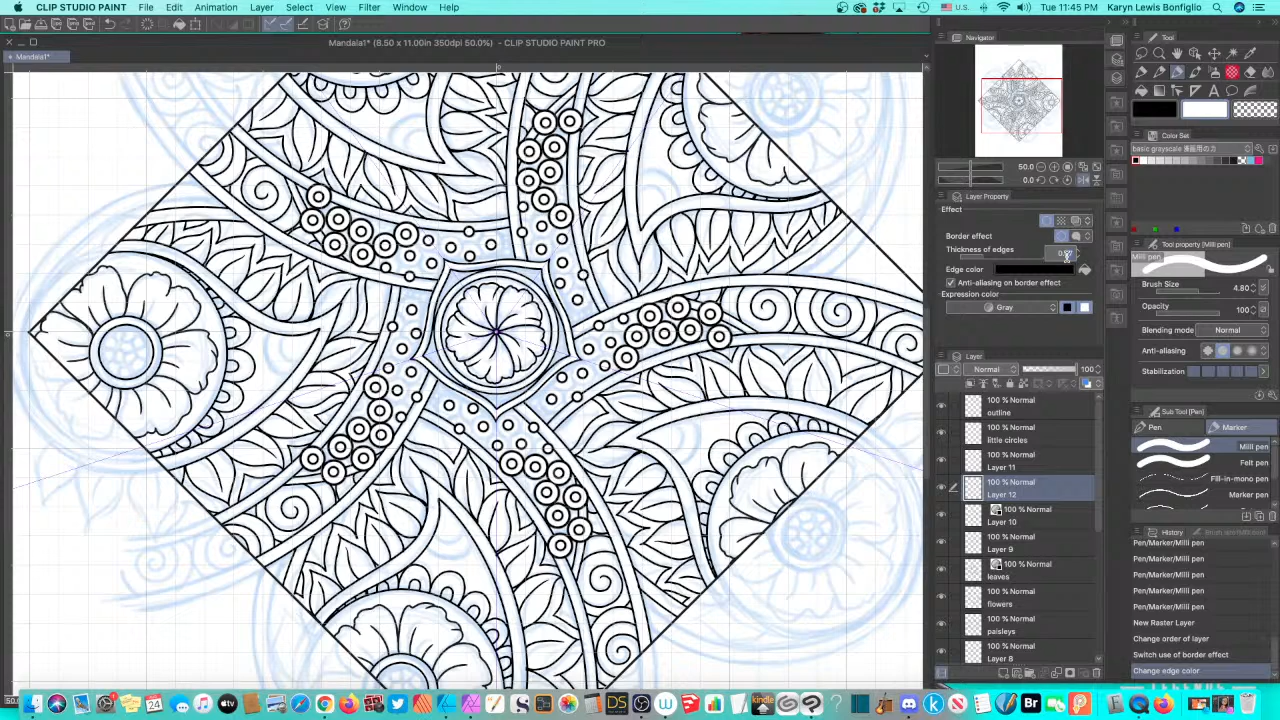 CLIP STUDIO PAINT File Edit Animation Layer Select View Filter Window Help U.S. Tue 11:45 PM Karyn Lewis Bonfiglio
Mandala1* (8.50 x 11.00in 350dpi 50.0%) - CLIP STUDIO PAINT PRO
Mandala1*
Navigator
50.0
0.0
Layer Property
Effect
Border effect
Thickness of edges
Edge color
Anti-aliasing on border effect
Expression color
Gray
Layer
Normal 100
100 % Normal
outline
100 % Normal
little circles
100 % Normal
Layer 11
100 % Normal
Layer 12
100 % Normal
Layer 10
100 % Normal
Layer 9
100 % Normal
leaves
100 % Normal
flowers
100 % Normal
paisleys
100 % Normal
Layer 8
Tool
Color Set
basic grayscale
Tool property [Milli pen]
Milli pen
Brush Size 4.80
Opacity 100
Blending mode Normal
Anti-aliasing
Stabilization
Sub Tool [Pen]
Pen Marker
Milli pen
Felt pen
Fill-in-mono pen
Marker pen
History
Pen/Marker/Milli pen
Pen/Marker/Milli pen
Pen/Marker/Milli pen
Pen/Marker/Milli pen
Pen/Marker/Milli pen
New Raster Layer
Change order of layer
Switch use of border effect
Change edge color
24
tv
DS
Br